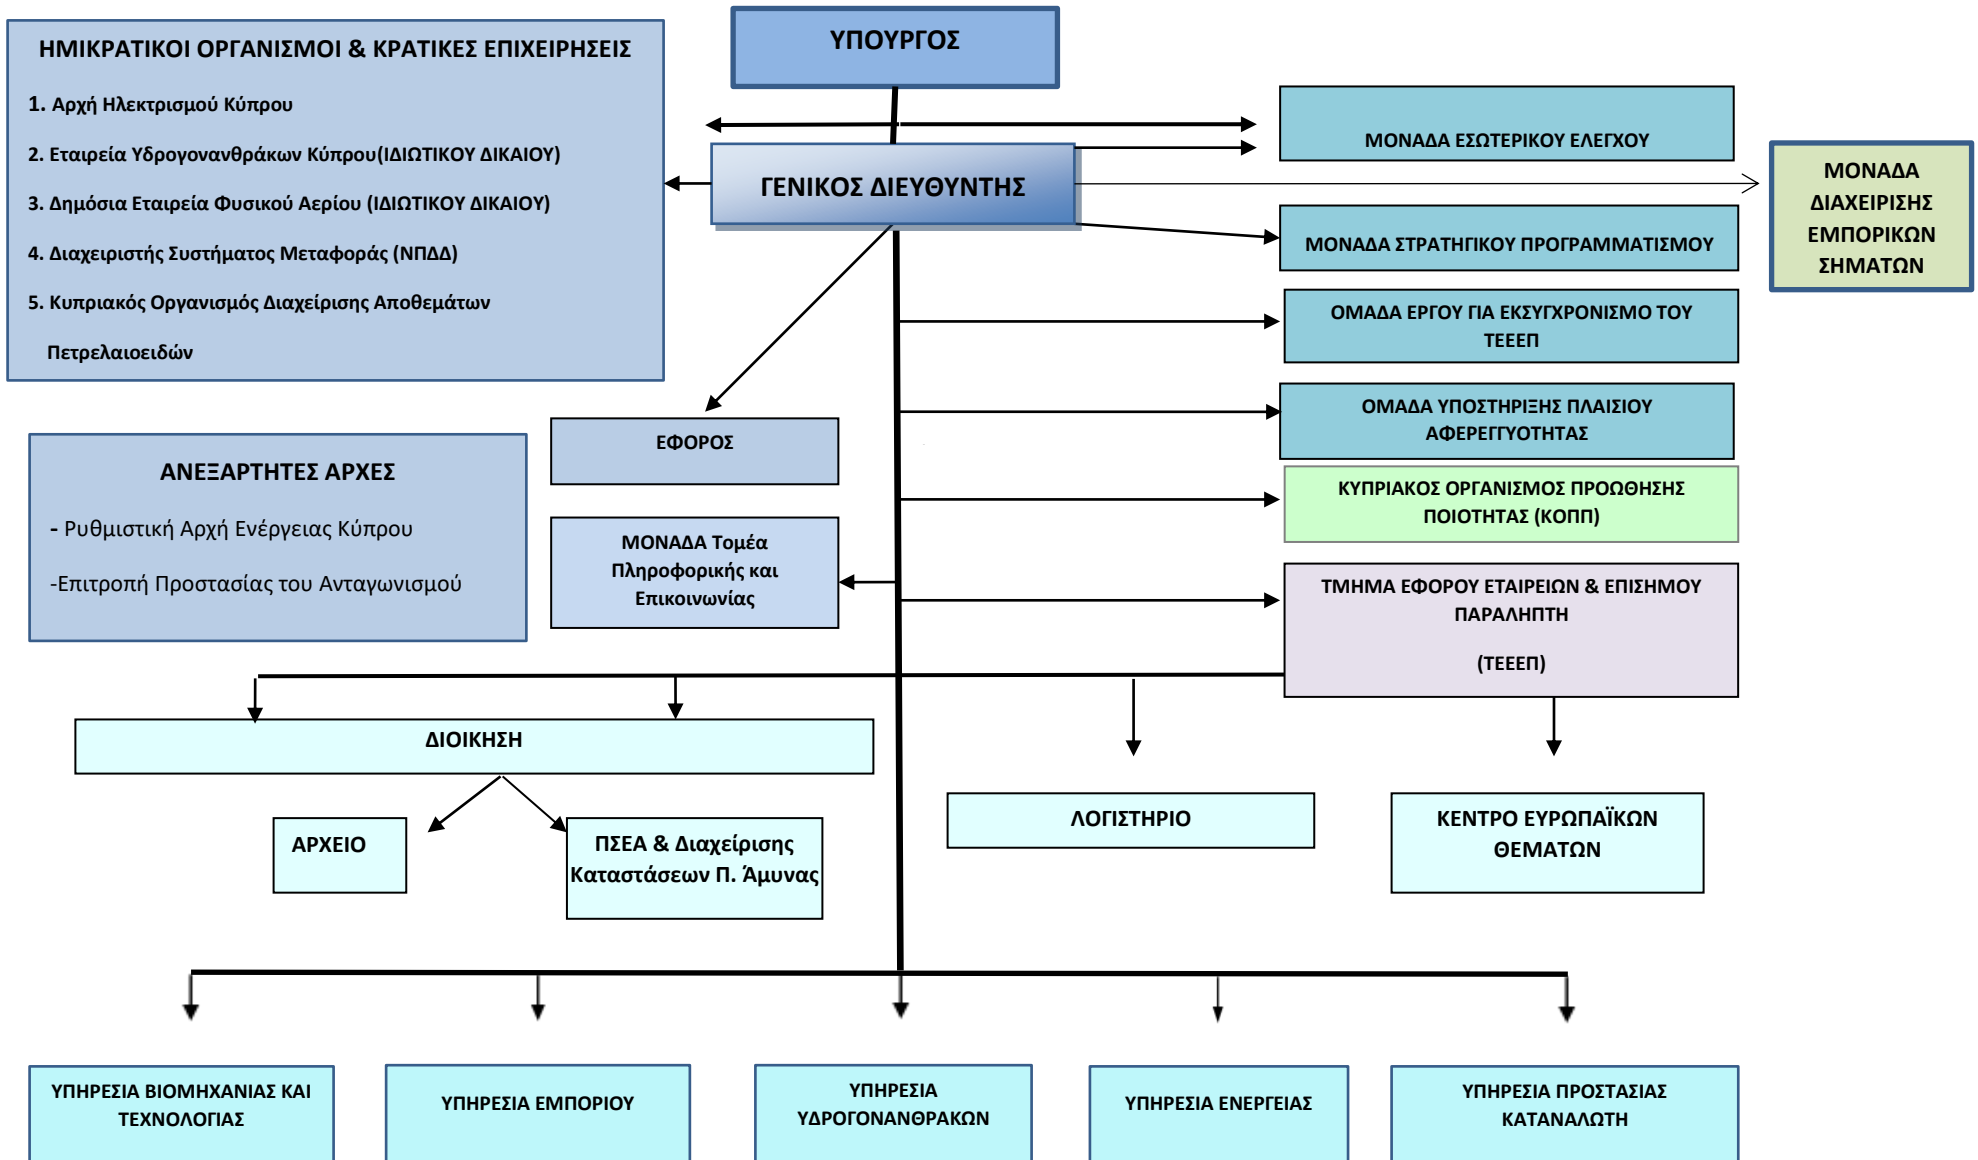 ΗΜΙΚΡΑΤΙΚΟΙ ΟΡΓΑΝΙΣΜΟΙ & ΚΡΑΤΙΚΕΣ ΕΠΙΧΕΙΡΗΣΕΙΣ
1. Αρχή Ηλεκτρισμού Κύπρου
2. Εταιρεία Υδρογονανθράκων Κύπρου(ΙΔΙΩΤΙΚΟΥ ΔΙΚΑΙΟΥ)
3. Δημόσια Εταιρεία Φυσικού Αερίου (ΙΔΙΩΤΙΚΟΥ ΔΙΚΑΙΟΥ)
4. Διαχειριστής Συστήματος Μεταφοράς (ΝΠΔΔ)
5. Κυπριακός Οργανισμός Διαχείρισης Αποθεμάτων
Πετρελαιοειδών
ΥΠΟΥΡΓΟΣ
ΓΕΝΙΚΟΣ ΔΙΕΥΘΥΝΤΗΣ
ΜΟΝΑΔΑ ΕΣΩΤΕΡΙΚΟΥ ΕΛΕΓΧΟΥ
ΜΟΝΑΔΑ
ΔΙΑΧΕΙΡΙΣΗΣ
ΕΜΠΟΡΙΚΩΝ
ΣΗΜΑΤΩΝ
ΜΟΝΑΔΑ ΣΤΡΑΤΗΓΙΚΟΥ ΠΡΟΓΡΑΜΜΑΤΙΣΜΟΥ
ΟΜΑΔΑ ΕΡΓΟΥ ΓΙΑ ΕΚΣΥΓΧΡΟΝΙΣΜΟ ΤΟΥ
ΤΕΕΕΠ
ΟΜΑΔΑ ΥΠΟΣΤΗΡΙΞΗΣ ΠΛΑΙΣΙΟΥ
ΑΦΕΡΕΓΓΥΟΤΗΤΑΣ
ΚΥΠΡΙΑΚΟΣ ΟΡΓΑΝΙΣΜΟΣ ΠΡΟΩΘΗΣΗΣ
ΠΟΙΟΤΗΤΑΣ (ΚΟΠΠ)
ΤΜΗΜΑ ΕΦΟΡΟΥ ΕΤΑΙΡΕΙΩΝ & ΕΠΙΣΗΜΟΥ
ΠΑΡΑΛΗΠΤΗ
(ΤΕΕΕΠ)
ΕΦΟΡΟΣ
ΜΟΝΑΔΑ Τομέα
Πληροφορικής και
Επικοινωνίας
ΑΝΕΞΑΡΤΗΤΕΣ ΑΡΧΕΣ
- Ρυθμιστική Αρχή Ενέργειας Κύπρου
-Επιτροπή Προστασίας του Ανταγωνισμού
ΔΙΟΙΚΗΣΗ
ΑΡΧΕΙΟ
ΠΣΕΑ & Διαχείρισης
Καταστάσεων Π. Άμυνας
ΛΟΓΙΣΤΗΡΙΟ
ΚΕΝΤΡΟ ΕΥΡΩΠΑΪΚΩΝ
ΘΕΜΑΤΩΝ
ΥΠΗΡΕΣΙΑ ΒΙΟΜΗΧΑΝΙΑΣ ΚΑΙ
ΤΕΧΝΟΛΟΓΙΑΣ
ΥΠΗΡΕΣΙΑ ΕΜΠΟΡΙΟΥ
ΥΠΗΡΕΣΙΑ
ΥΔΡΟΓΟΝΑΝΘΡΑΚΩΝ
ΥΠΗΡΕΣΙΑ ΕΝΕΡΓΕΙΑΣ
ΥΠΗΡΕΣΙΑ ΠΡΟΣΤΑΣΙΑΣ
ΚΑΤΑΝΑΛΩΤΗ